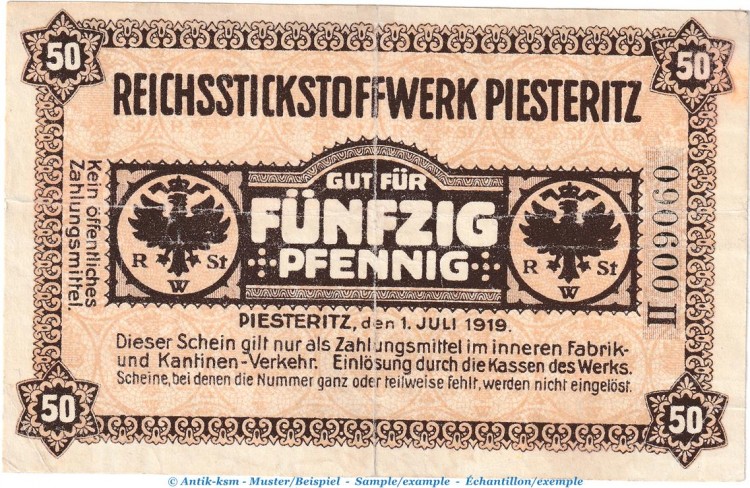 50
50
REICHSSTICKSTOFFWERK PIESTERITZ
Kein öffentliches
Zahlungsmittel.
GUT FÜR
FÜNFZIG
PFENNIG
R St
W
R St
W
II 009060
PIESTERITZ, den 1. JULI 1919.
Dieser Schein gilt nur als Zahlungsmittel im inneren Fabrik-
und Kantinen-Verkehr. Einlösung durch die Kassen des Werks.
Scheine, bei denen die Nummer ganz oder teilweise fehlt, werden nicht eingelöst.
50
50
© Antik-ksm - Muster/Beispiel - Sample/example - Échantillon/exemple